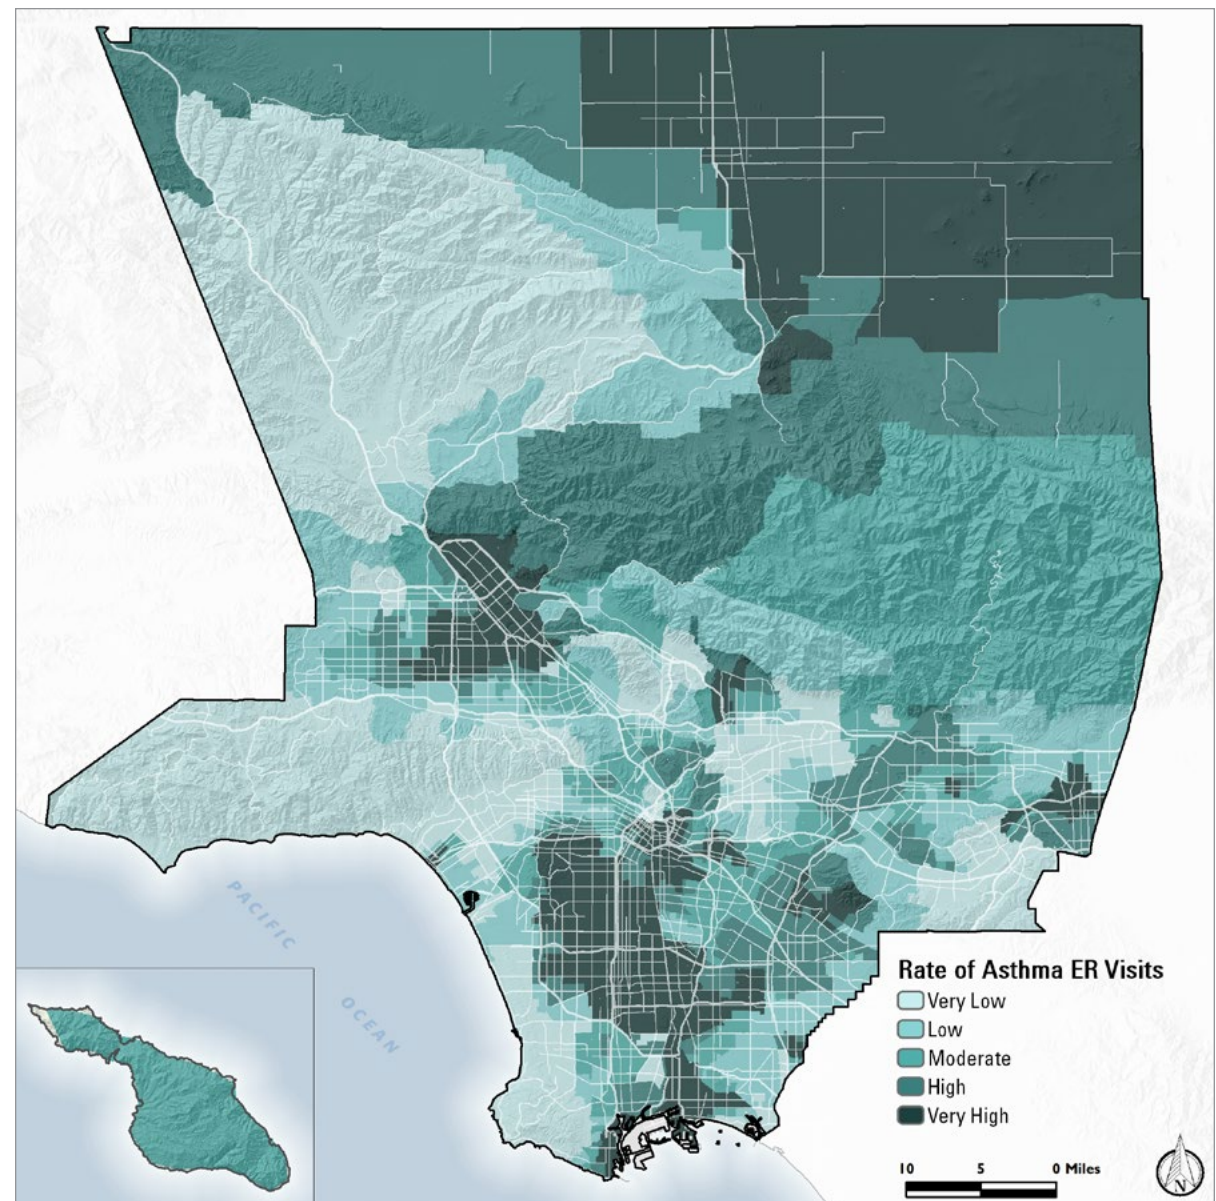 PACIFIC
OCEAN
Rate of Asthma ER Visits
Very Low
Low
Moderate
High
Very High
10 5 0 Miles
N